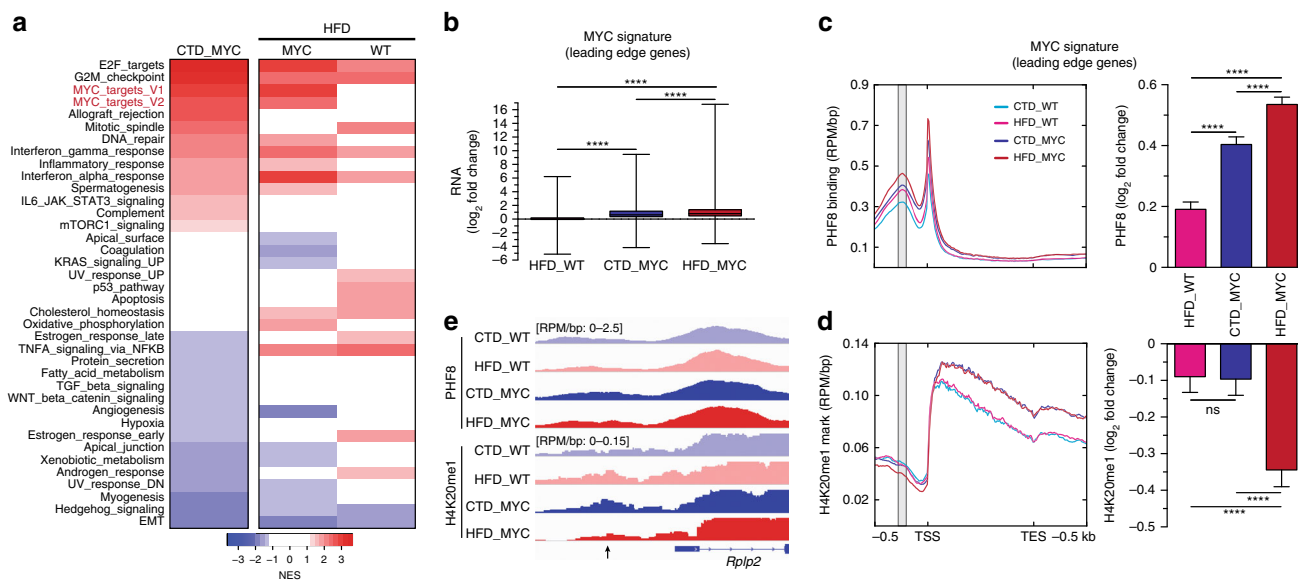 a
HFD
CTD_MYC
MYC
WT
E2F_targets
G2M_checkpoint
MYC_targets_V1
MYC_targets_V2
Allograft_rejection
Mitotic_spindle
DNA_repair
Interferon_gamma_response
Inflammatory_response
Interferon_alpha_response
Spermatogenesis
IL6_JAK_STAT3_signaling
Complement
mTORC1_signaling
Apical_surface
Coagulation
KRAS_signaling_UP
UV_response_UP
p53_pathway
Apoptosis
Cholesterol_homeostasis
Oxidative_phosphorylation
Estrogen_response_late
TNFA_signaling_via_NFKB
Protein_secretion
Fatty_acid_metabolism
TGF_beta_signaling
WNT_beta_catenin_signaling
Angiogenesis
Hypoxia
Estrogen_response_early
Apical_junction
Xenobiotic_metabolism
Androgen_response
UV_response_DN
Myogenesis
Hedgehog_signaling
EMT
−3 −2 −1 0 1 2 3
NES
b
MYC signature
(leading edge genes)
****
****
****
RNA
(log2 fold change)
16
14
12
10
8
6
4
2
0
−2
−4
−6
HFD_WT
CTD_MYC
HFD_MYC
c
MYC signature
(leading edge genes)
PHF8 binding (RPM/bp)
0.9
0.7
0.5
0.3
0.1
CTD_WT
HFD_WT
CTD_MYC
HFD_MYC
PHF8 (log2 fold change)
0.6
0.4
0.2
0
****
****
****
HFD_WT
CTD_MYC
HFD_MYC
e
PHF8
CTD_WT
[RPM/bp: 0–2.5]
HFD_WT
CTD_MYC
HFD_MYC
H4K20me1
CTD_WT
[RPM/bp: 0–0.15]
HFD_WT
CTD_MYC
HFD_MYC
Rplp2
d
H4K20me1 mark (RPM/bp)
0.14
0.10
0.06
0.02
−0.5
TSS
TES
−0.5 kb
H4K20me1 (log2 fold change)
0
−0.1
−0.2
−0.3
−0.4
−0.5
ns
****
****